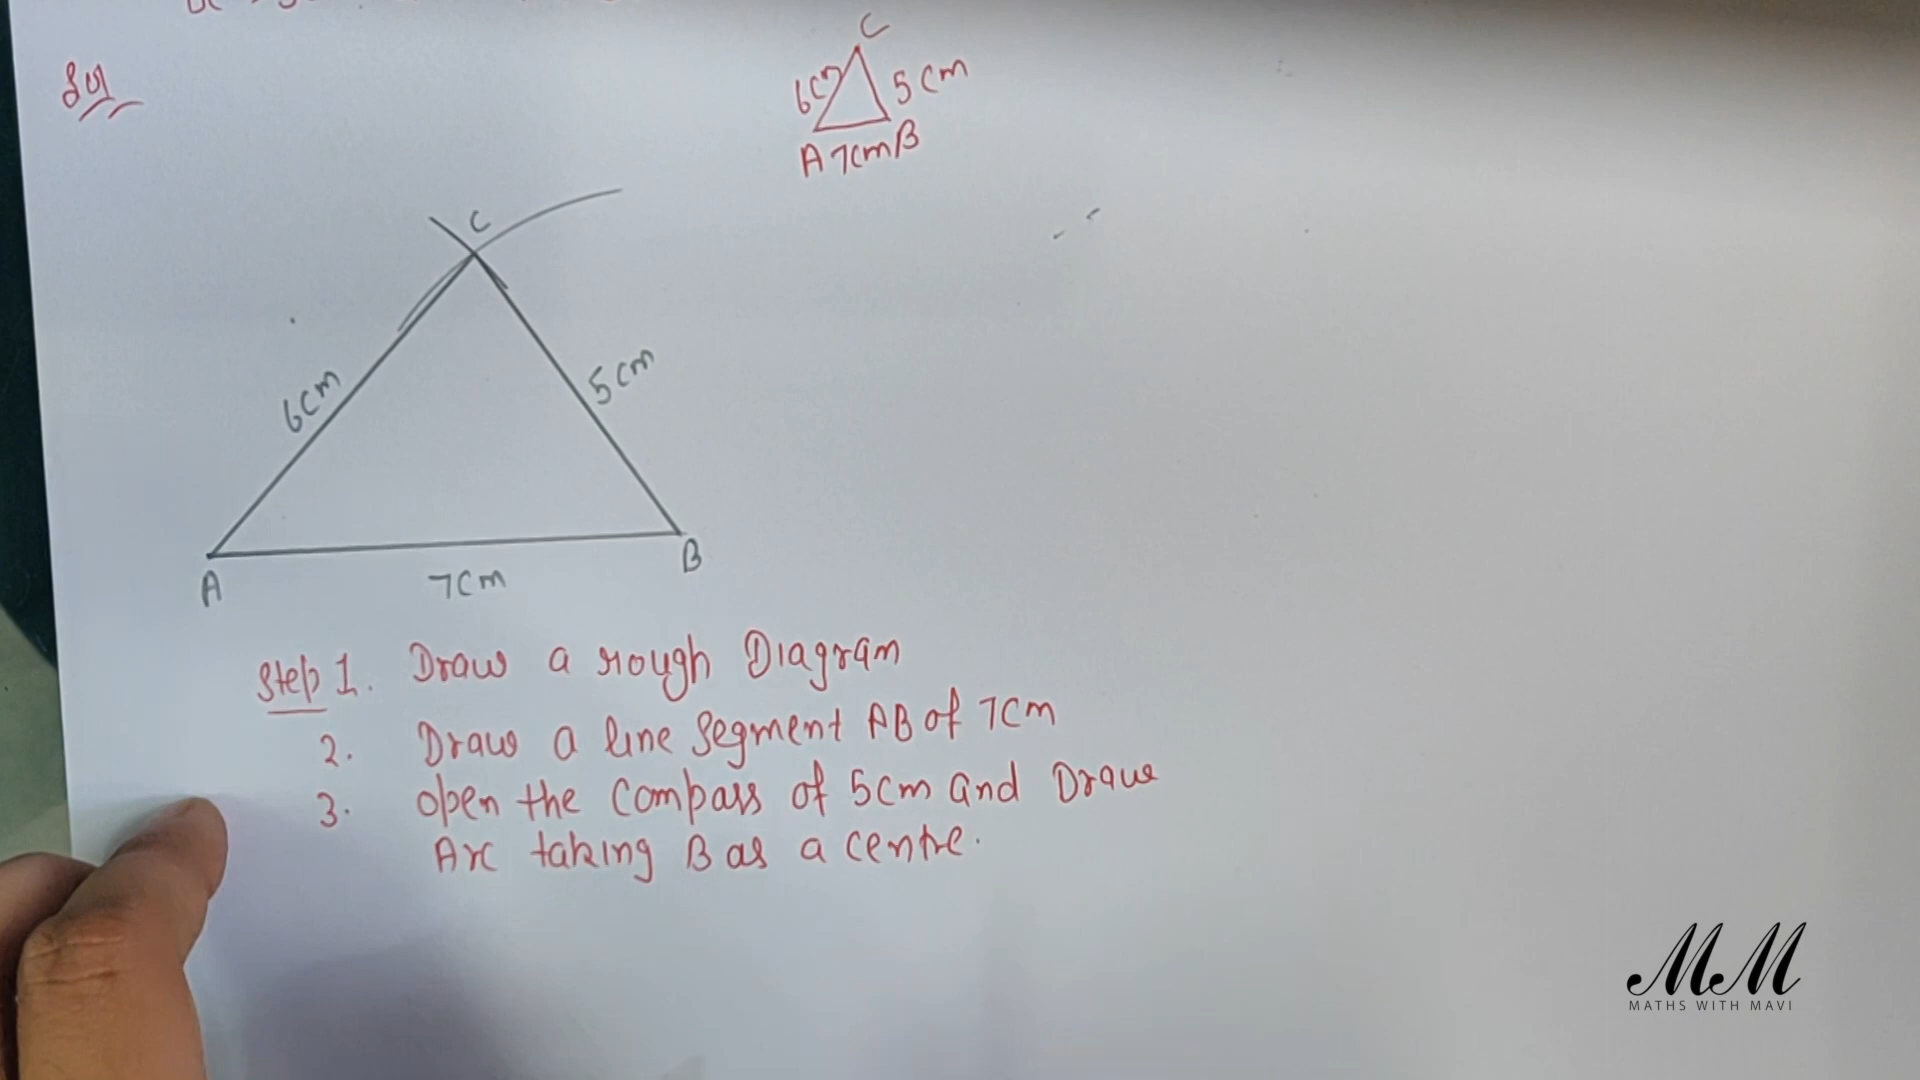 Sol
C
6cm
5cm
A 7cm B
C
6cm
5cm
A
7cm
B
Step 1. Draw a rough Diagram
2. Draw a line Segment AB of 7cm
3. open the Compass of 5cm and Draw
Arc taking B as a centre.
MM
MATHS WITH MAVI